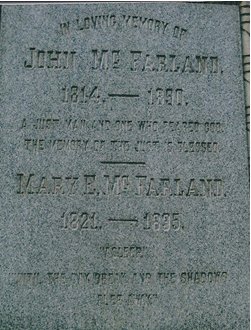 IN LOVING MEMORY OF
JOHN MCFARLAND.
1814. — 1890.
A JUST MAN AND ONE WHO FEARED GOD.
THE MEMORY OF THE JUST IS BLESSED.
MARY E. MCFARLAND.
1821. — 1895.
"ASLEEP"
UNTIL THE DAY BREAK AND THE SHADOWS
FLEE AWAY.